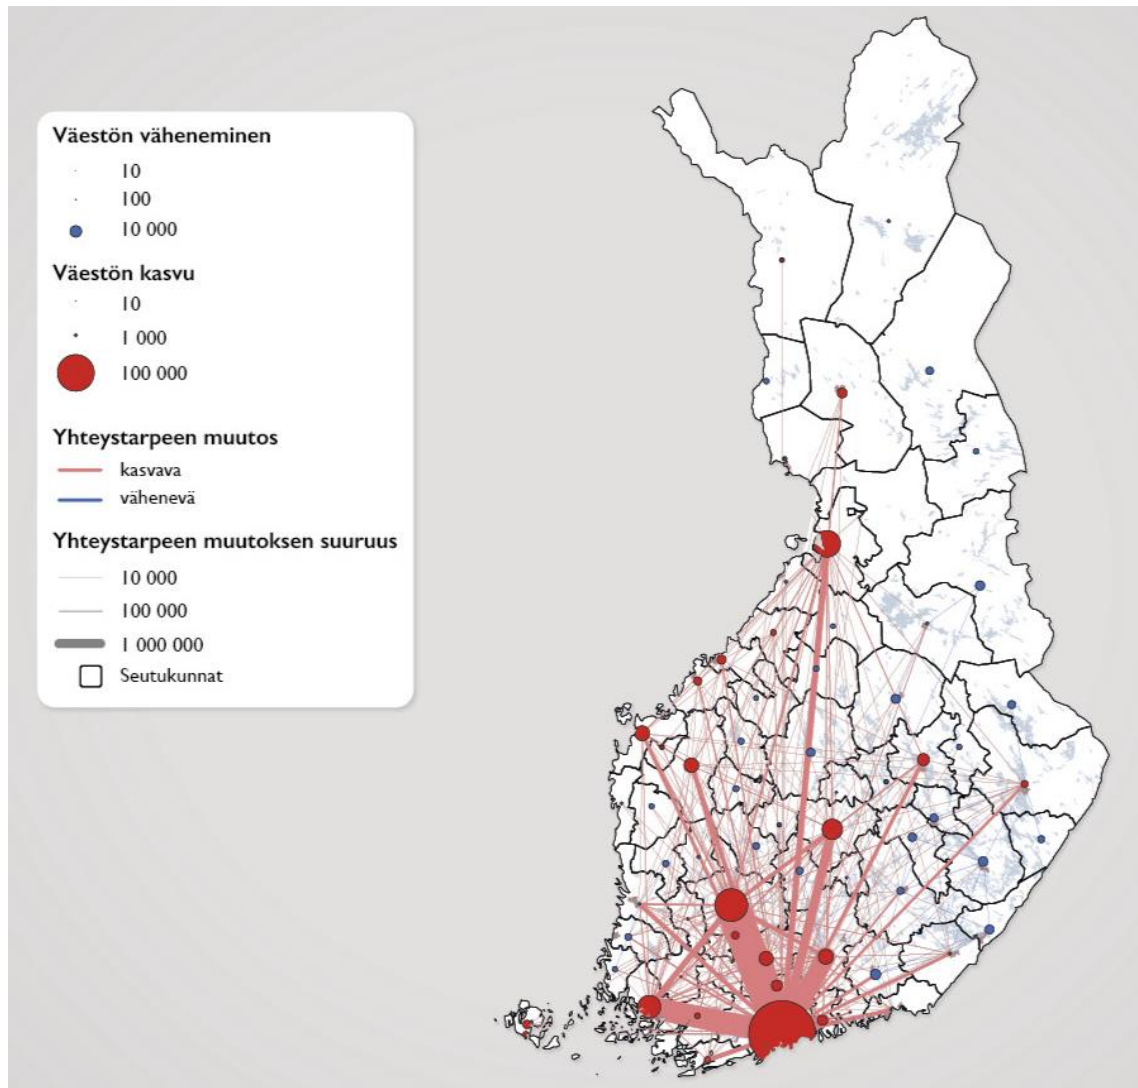 Väestön väheneminen
10
100
10 000
Väestön kasvu
10
1 000
100 000
Yhteystarpeen muutos
kasvava
vähenevä
Yhteystarpeen muutoksen suuruus
10 000
100 000
1 000 000
Seutukunnat